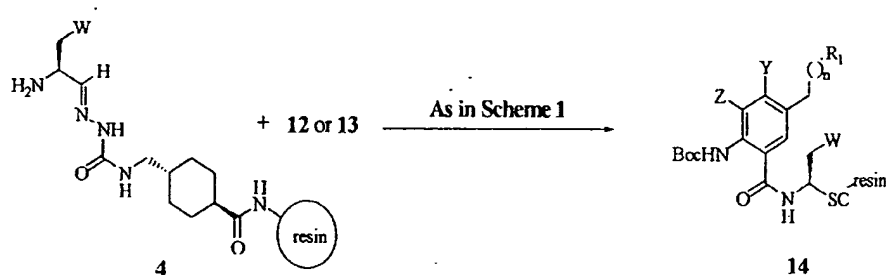 W
H₂N
H
N
NH
O
N
H
O
H
N
resin
4
+ 12 or 13
As in Scheme 1
R₁
( )n
Y
Z
BocHN
O
N
H
W
SC
resin
14